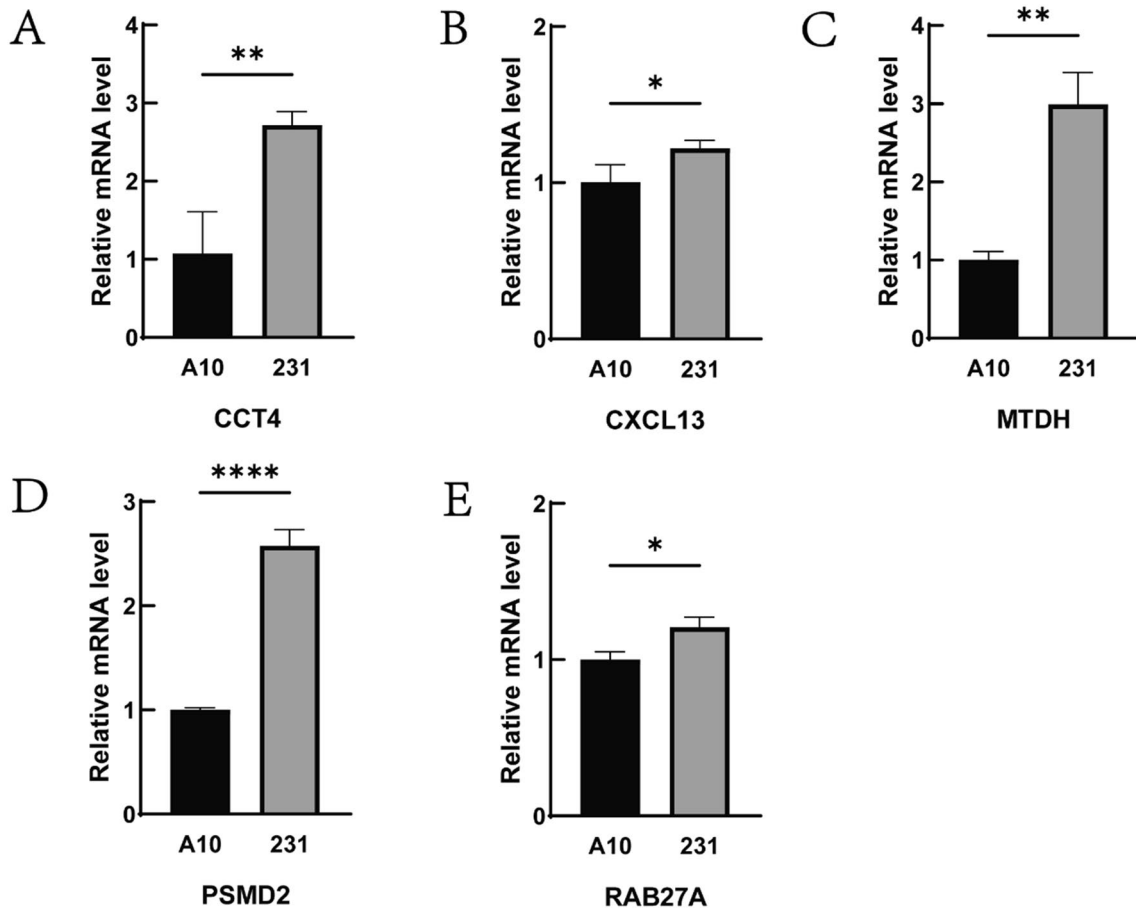 A
Relative mRNA level
4
3
2
1
0
**
A10 231
CCT4
B
Relative mRNA level
2
1
0
*
A10 231
CXCL13
C
Relative mRNA level
4
3
2
1
0
**
A10 231
MTDH
D
Relative mRNA level
3
2
1
0
****
A10 231
PSMD2
E
Relative mRNA level
2
1
0
*
A10 231
RAB27A